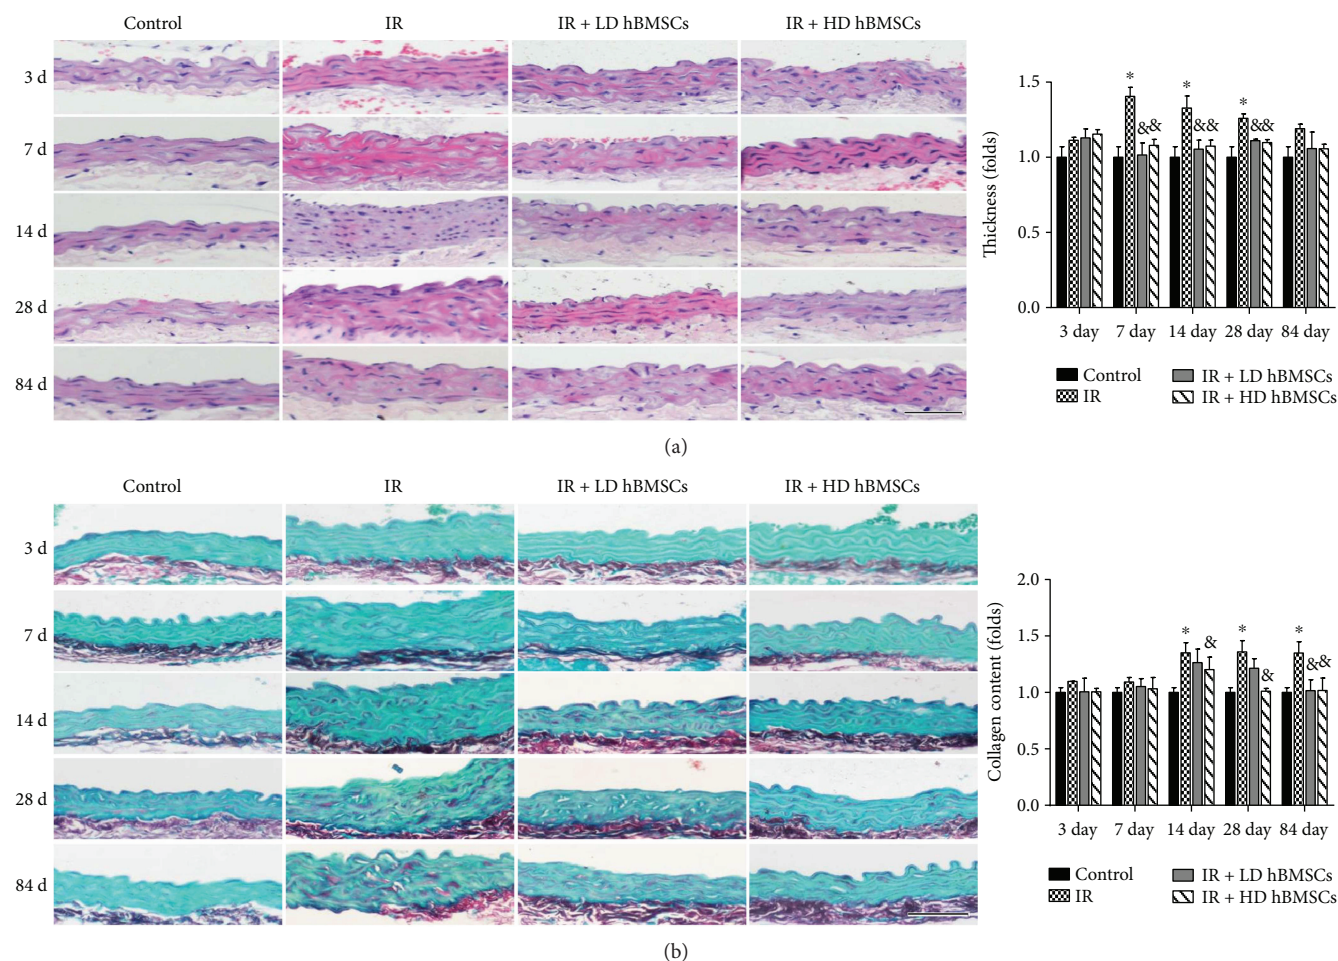 Control IR IR + LD hBMSCs IR + HD hBMSCs
3 d
7 d
14 d
28 d
84 d
Thickness (folds)
1.5
1.0
0.5
0.0
* * *
&& && &&
3 day 7 day 14 day 28 day 84 day
Control IR + LD hBMSCs
IR IR + HD hBMSCs
(a)
Control IR IR + LD hBMSCs IR + HD hBMSCs
3 d
7 d
14 d
28 d
84 d
Collagen content (folds)
2.0
1.5
1.0
0.5
0.0
* * *
& & &&
3 day 7 day 14 day 28 day 84 day
Control IR + LD hBMSCs
IR IR + HD hBMSCs
(b)